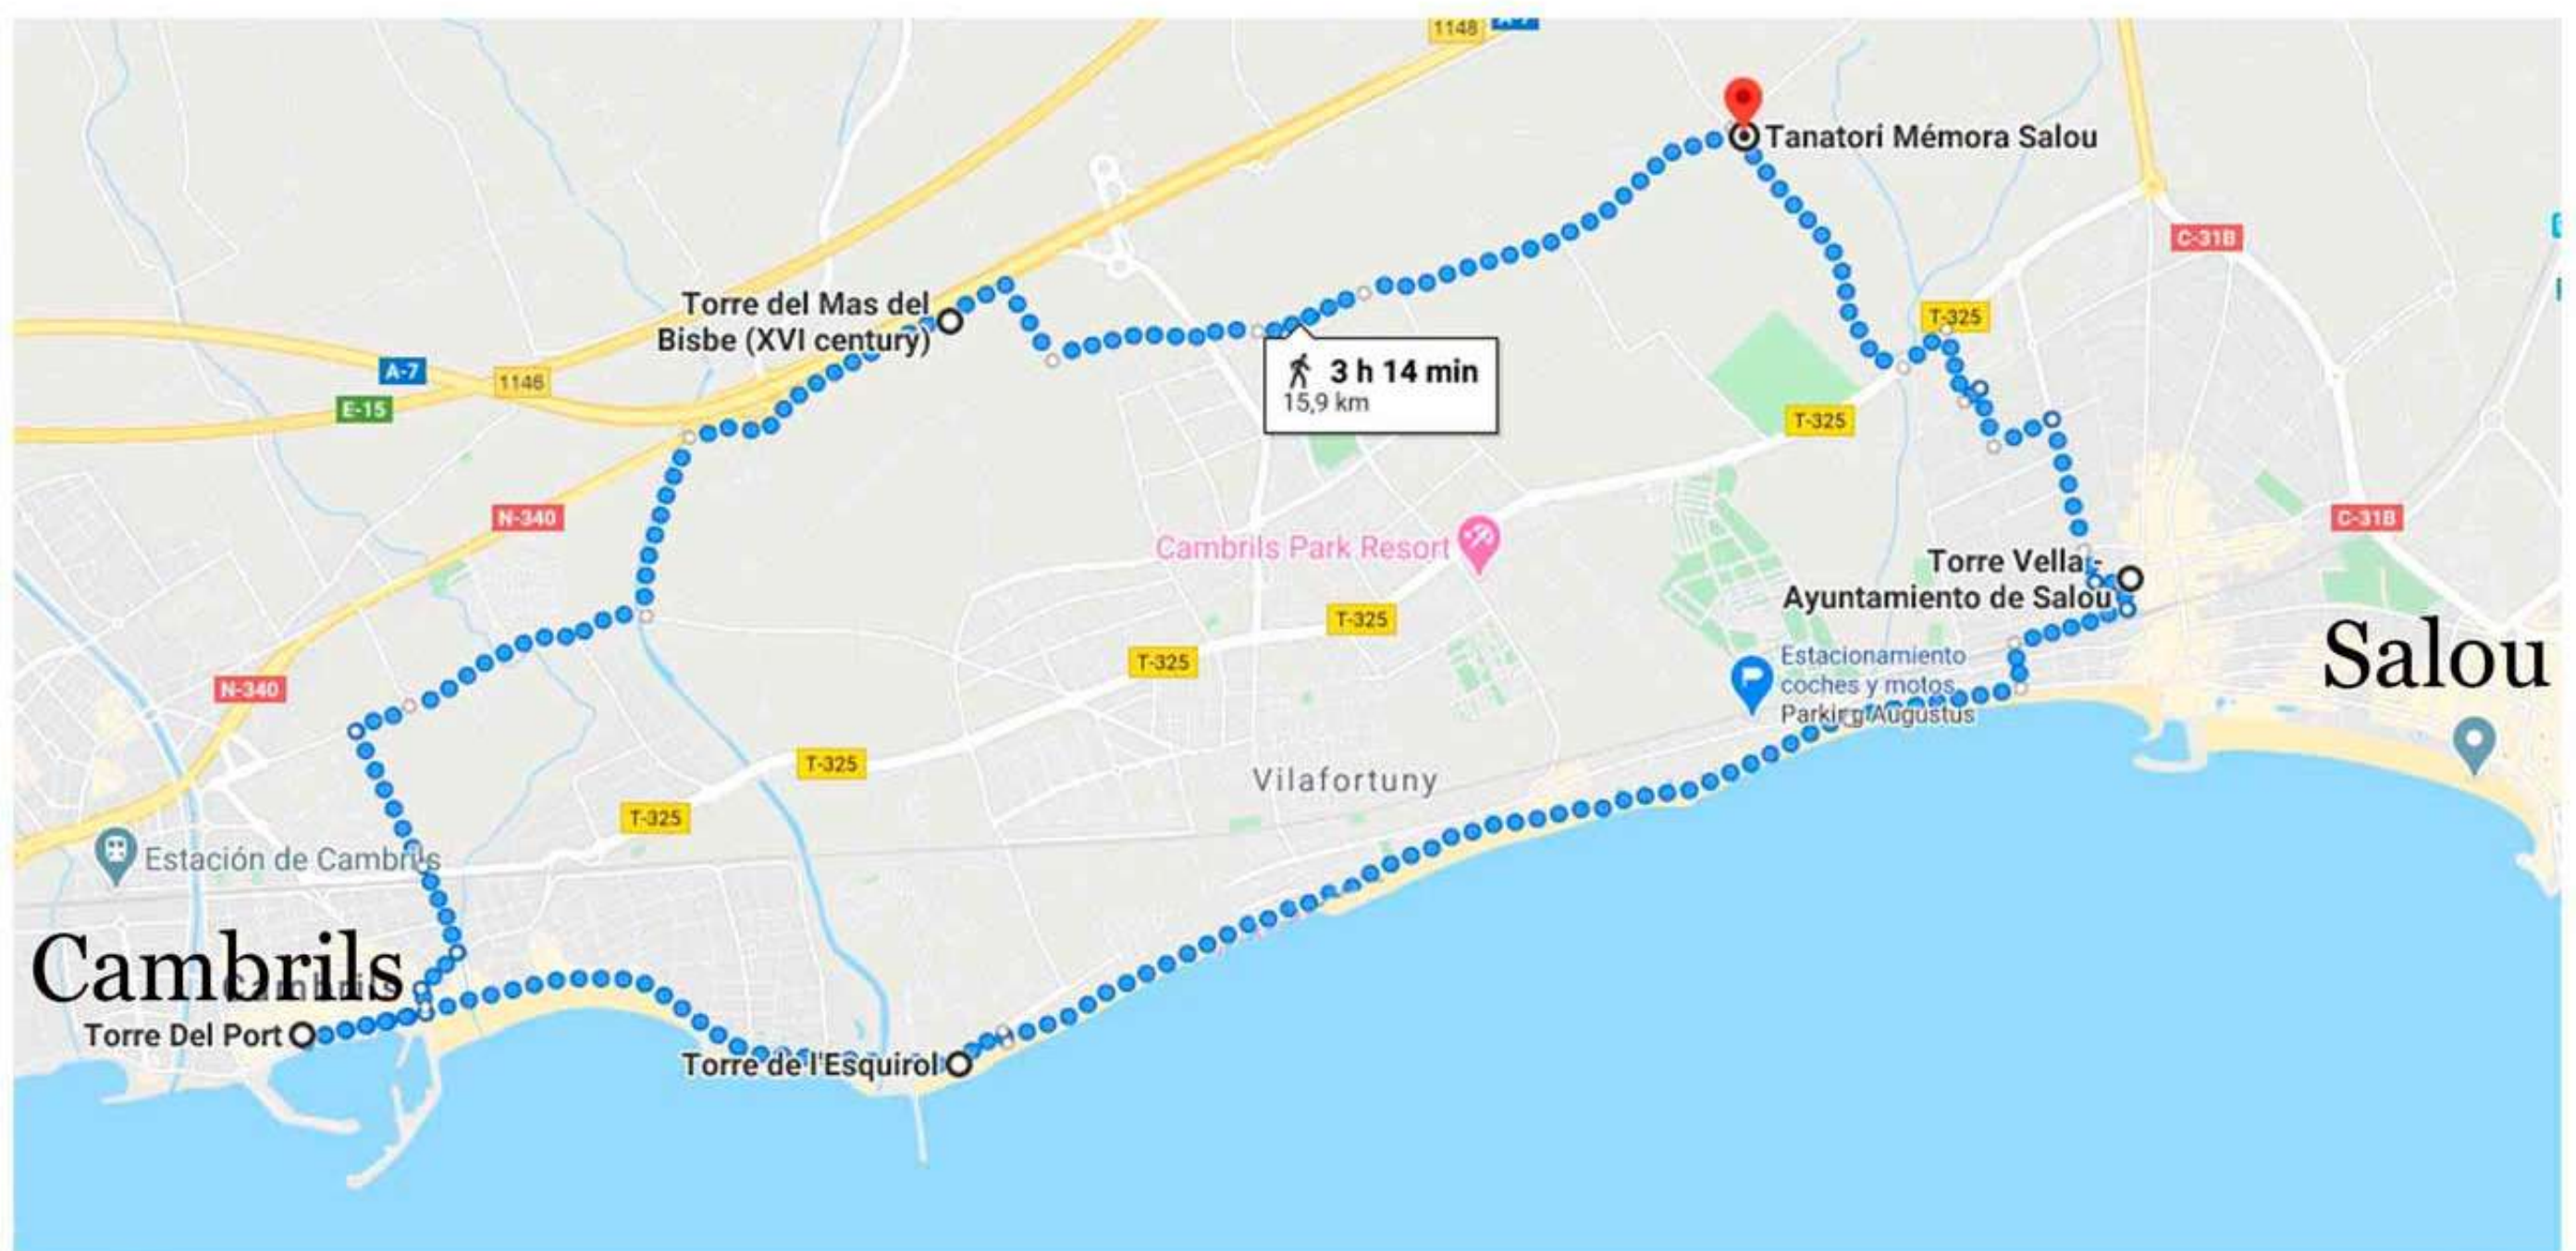 1148
A-7
Tanatori Mémora Salou
C-31B
Torre del Mas del
Bisbe (XVI century)
T-325
A-7
1146
E-15
3 h 14 min
15,9 km
T-325
N-340
Cambrils Park Resort
C-31B
Torre Vella -
Ayuntamiento de Salou
T-325
Salou
T-325
Estacionamiento
coches y motos
Parking Augustus
N-340
T-325
Vilafortuny
T-325
Estación de Cambrils
Cambrils
Cambrils
Torre Del Port
Torre de l'Esquirol